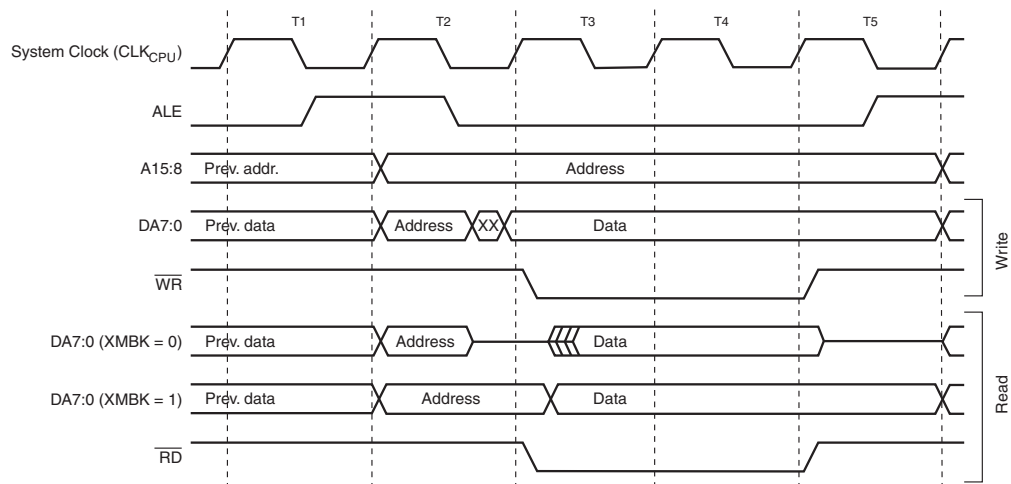 T1 T2 T3 T4 T5
System Clock (CLKCPU)
ALE
A15:8 Prev. addr. Address
DA7:0 Prev. data Address XX Data
WR
Write
DA7:0 (XMBK = 0) Prev. data Address Data
DA7:0 (XMBK = 1) Prev. data Address Data
RD
Read